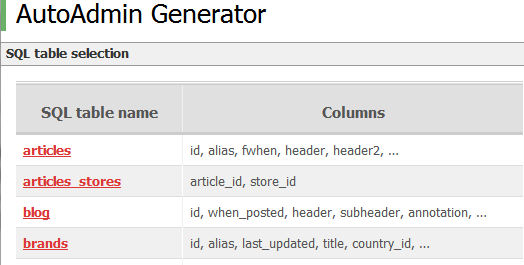 AutoAdmin Generator
SQL table selection
SQL table name Columns
articles id, alias, fwhen, header, header2, ...
articles_stores article_id, store_id
blog id, when_posted, header, subheader, annotation, ...
brands id, alias, last_updated, title, country_id, ...